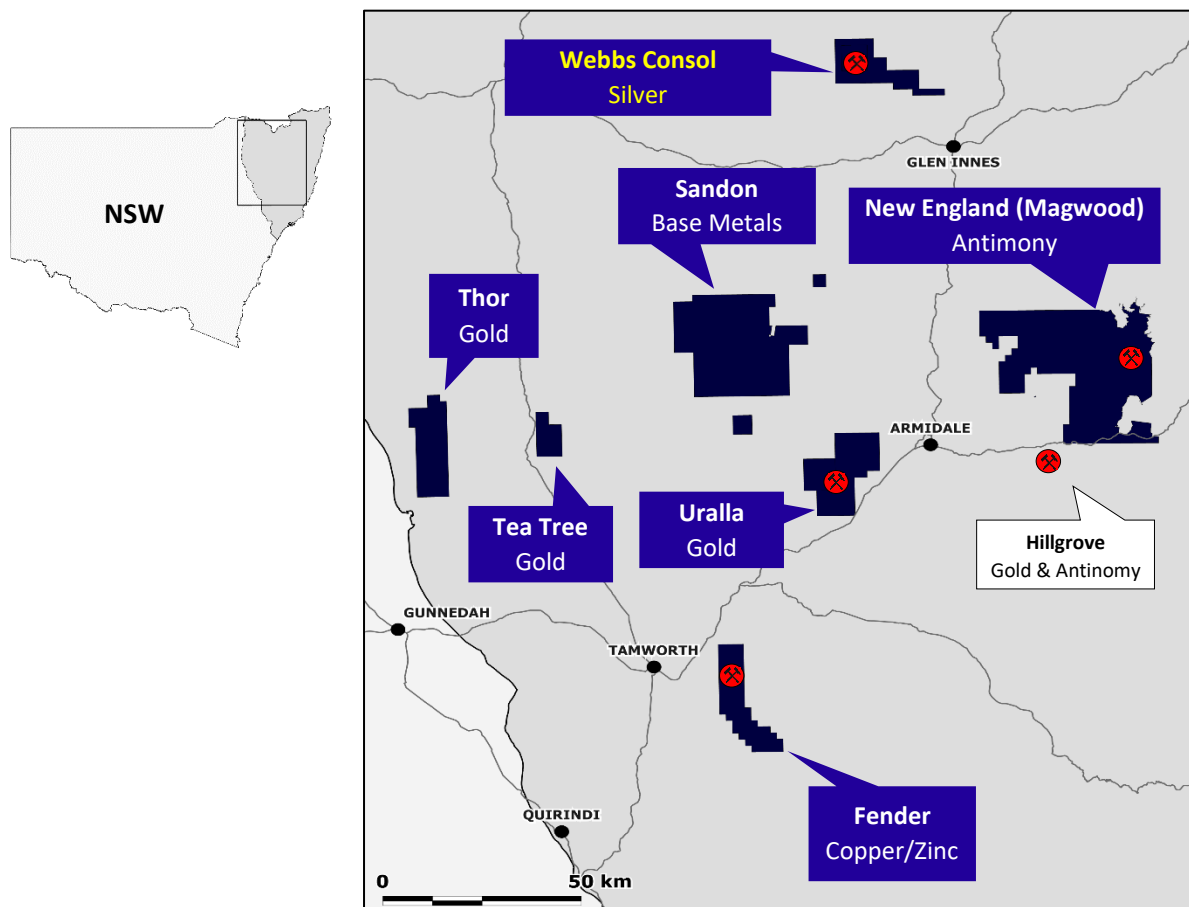 Webbs Consol
Silver
GLEN INNES
NSW
Sandon
Base Metals
New England (Magwood)
Antimony
Thor
Gold
ARMIDALE
Tea Tree
Gold
Uralla
Gold
Hillgrove
Gold & Antinomy
GUNNEDAH
TAMWORTH
QUIRINDI
Fender
Copper/Zinc
0
50 km